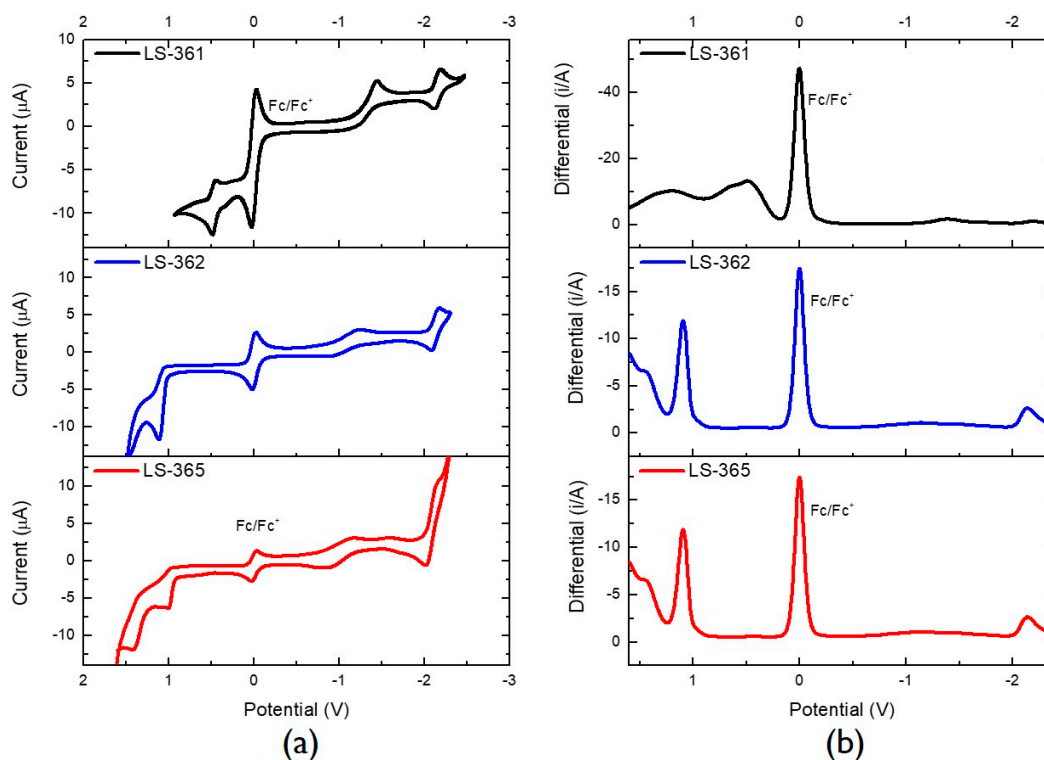 2 1 0 -1 -2 -3
10
5
0
-5
-10
Current (μA)
LS-361
Fc/Fc⁺
10
5
0
-5
-10
Current (μA)
LS-362
10
5
0
-5
-10
Current (μA)
LS-365
Fc/Fc⁺
2 1 0 -1 -2 -3
Potential (V)
(a)
1 0 -1 -2
-40
-20
0
Differential (i/A)
LS-361
Fc/Fc⁺
-15
-10
-5
0
Differential (i/A)
LS-362
Fc/Fc⁺
-15
-10
-5
0
Differential (i/A)
LS-365
Fc/Fc⁺
1 0 -1 -2
Potential (V)
(b)